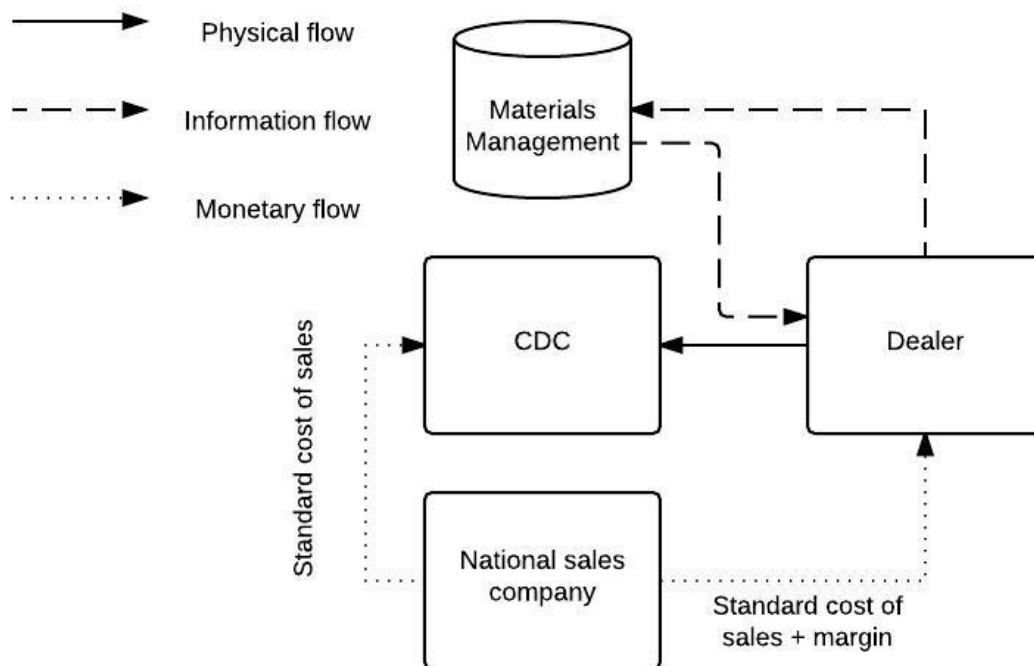 Physical flow
Information flow
Monetary flow
Materials
Management
CDC
Dealer
Standard cost of sales
National sales
company
Standard cost of
sales + margin